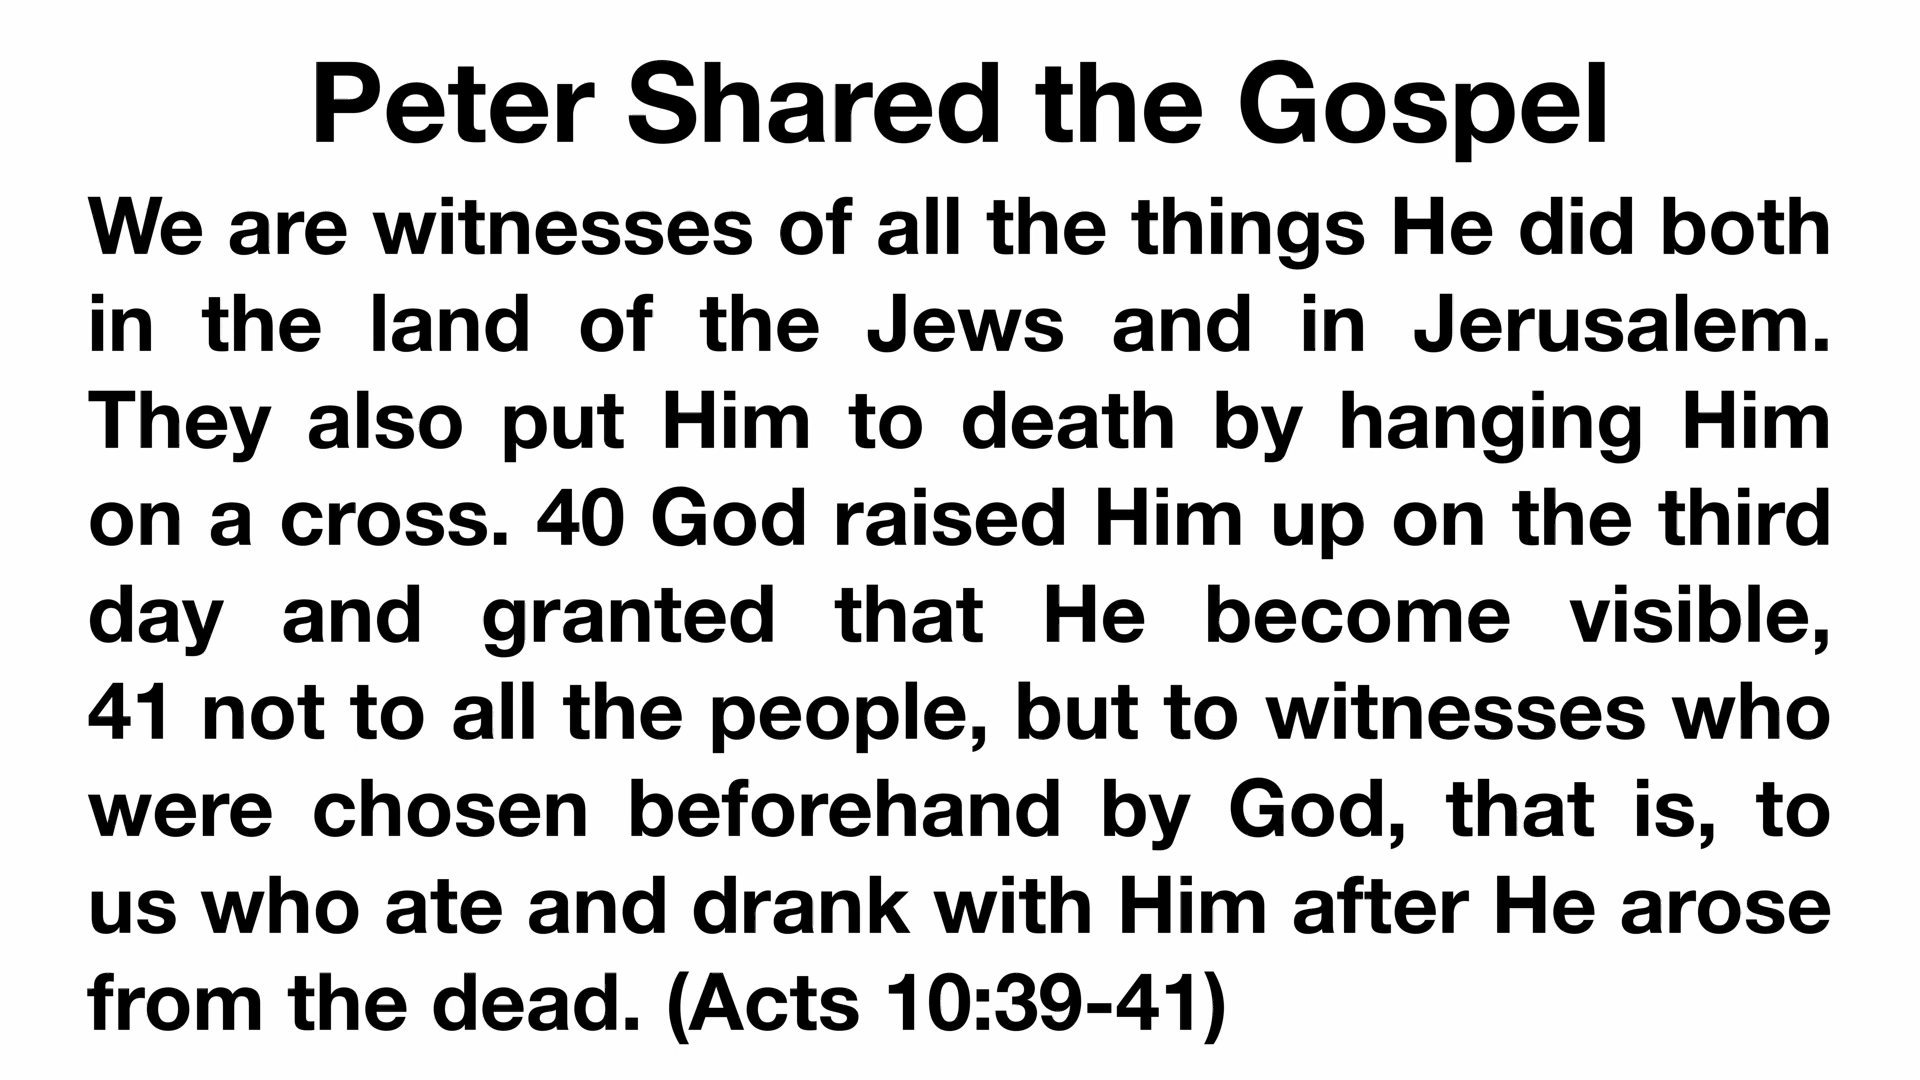 Peter Shared the Gospel
We are witnesses of all the things He did both
in the land of the Jews and in Jerusalem.
They also put Him to death by hanging Him
on a cross. 40 God raised Him up on the third
day and granted that He become visible,
41 not to all the people, but to witnesses who
were chosen beforehand by God, that is, to
us who ate and drank with Him after He arose
from the dead. (Acts 10:39-41)